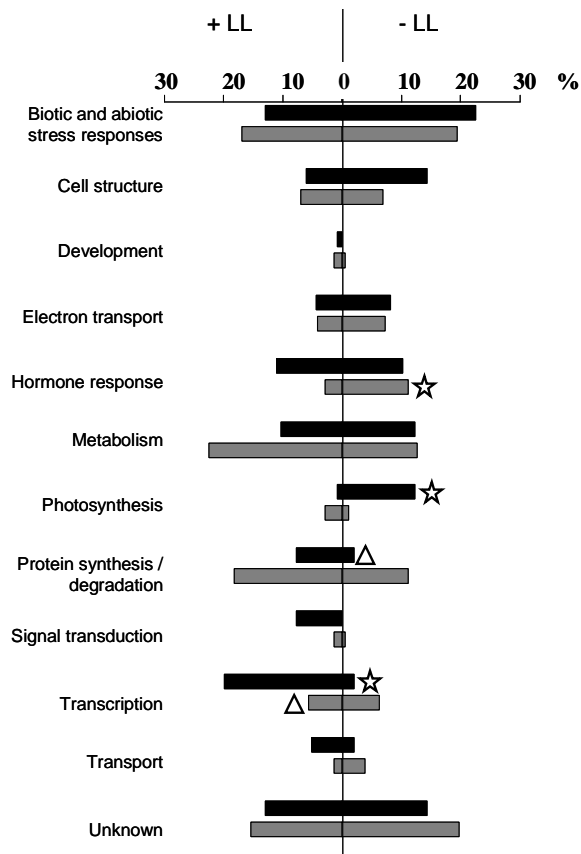 + LL - LL
30 20 10 0 10 20 30 %
Biotic and abiotic
stress responses
Cell structure
Development
Electron transport
Hormone response
Metabolism
Photosynthesis
Protein synthesis /
degradation
Signal transduction
Transcription
Transport
Unknown